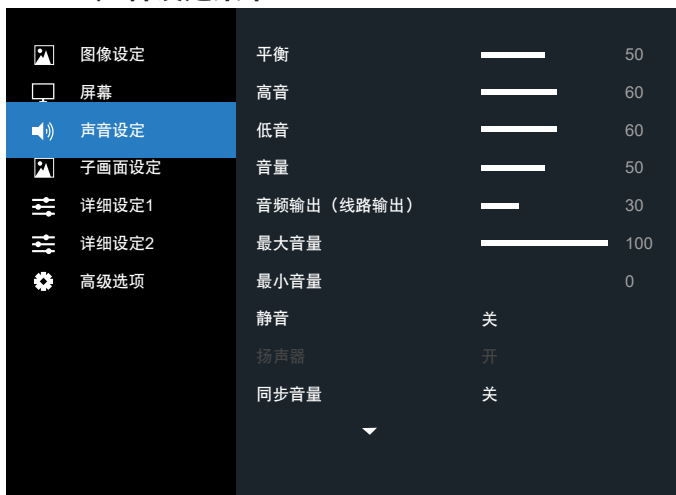 图像设定
屏幕
声音设定
子画面设定
详细设定1
详细设定2
高级选项
平衡 50
高音 60
低音 60
音量 50
音频输出（线路输出） 30
最大音量 100
最小音量 0
静音 关
扬声器 开
同步音量 关